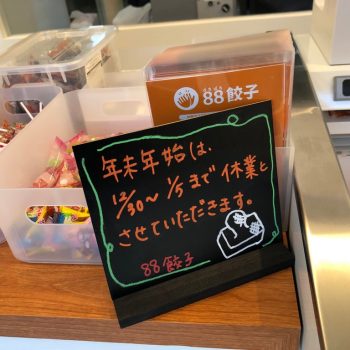 88餃子
年末年始は、
12/30〜1/5まで休業と
させていただきます。
88餃子